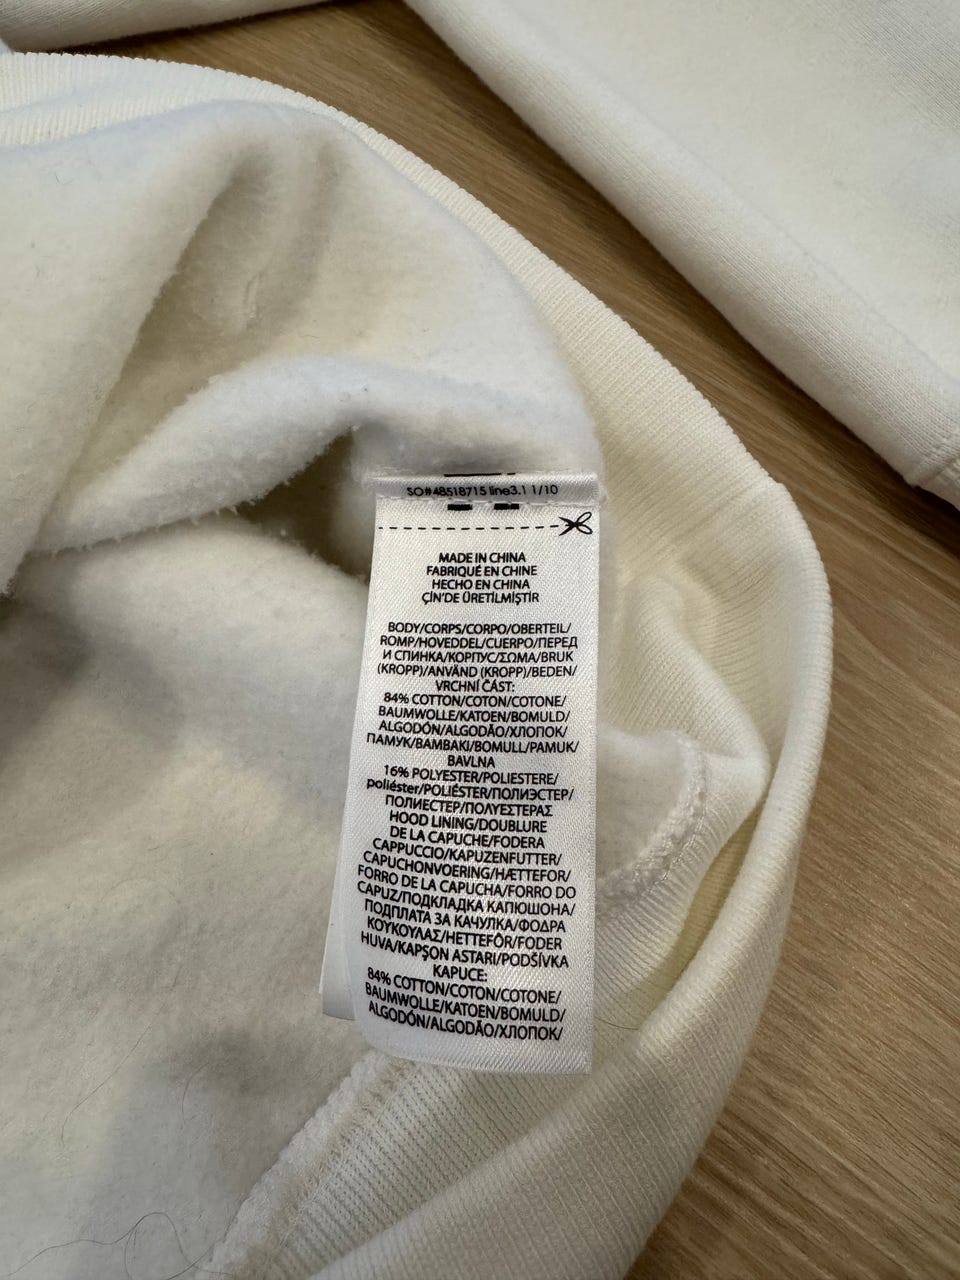 SO#48518715 line3.1 1/10
MADE IN CHINA
FABRIQUÉ EN CHINE
HECHO EN CHINA
ÇİN'DE ÜRETİLMİŞTİR
BODY/CORPS/CORPO/OBERTEIL/
ROMP/HOVEDDEL/CUERPO/ПЕРЕД
И СПИНКА/КОРПУС/ΣΩΜΑ/BRUK
(KROPP)/ANVÄND (KROPP)/BEDEN/
VRCHNÍ ČÁST:
84% COTTON/COTON/COTONE/
BAUMWOLLE/KATOEN/BOMULD/
ALGODÓN/ALGODÃO/ХЛОПОК/
ПАМУК/ΒΑΜΒΑΚΙ/BOMULL/PAMUK/
BAVLNA
16% POLYESTER/POLIESTERE/
poliéster/POLIÉSTER/ПОЛИЭСТЕР/
ПОЛИЕСТЕР/ΠΟΛΥΕΣΤΕΡΑΣ
HOOD LINING/DOUBLURE
DE LA CAPUCHE/FODERA
CAPPUCCIO/KAPUZENFUTTER/
CAPUCHONVOERING/HÆTTEFOR/
FORRO DE LA CAPUCHA/FORRO DO
CAPUZ/ПОДКЛАДКА КАПЮШОНА/
ПОДПЛАТА ЗА КАЧУЛКА/ΦΟΔΡΑ
ΚΟΥΚΟΥΛΑΣ/HETTEFÔR/FODER
HUVA/KAPŞON ASTARI/PODŠÍVKA
KAPUCE:
84% COTTON/COTON/COTONE/
BAUMWOLLE/KATOEN/BOMULD/
ALGODÓN/ALGODÃO/ХЛОПОК/